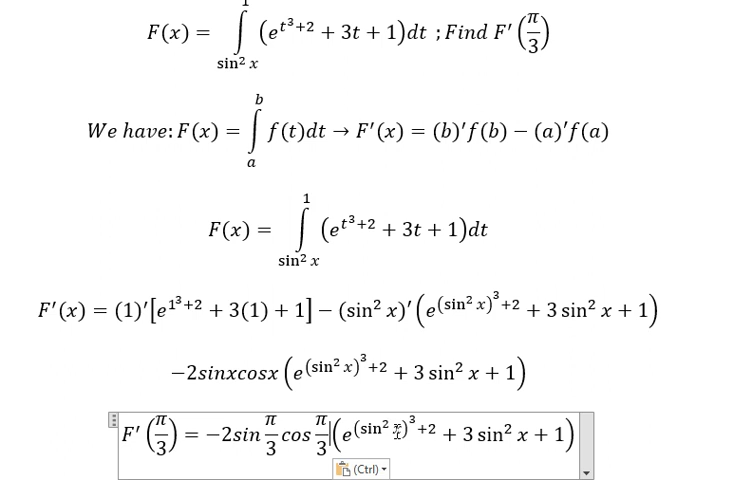 F(x) = ∫_{sin² x}^{1} (e^{t³+2} + 3t + 1)dt ; Find F′(π/3)
We have: F(x) = ∫_{a}^{b} f(t)dt → F′(x) = (b)′f(b) − (a)′f(a)
F(x) = ∫_{sin² x}^{1} (e^{t³+2} + 3t + 1)dt
F′(x) = (1)′[e^{1³+2} + 3(1) + 1] − (sin² x)′(e^{(sin² x)³+2} + 3 sin² x + 1)
−2sinxcosx(e^{(sin² x)³+2} + 3 sin² x + 1)
F′(π/3) = −2sin π/3 cos π/3 (e^{(sin² x)³+2} + 3 sin² x + 1)
(Ctrl)